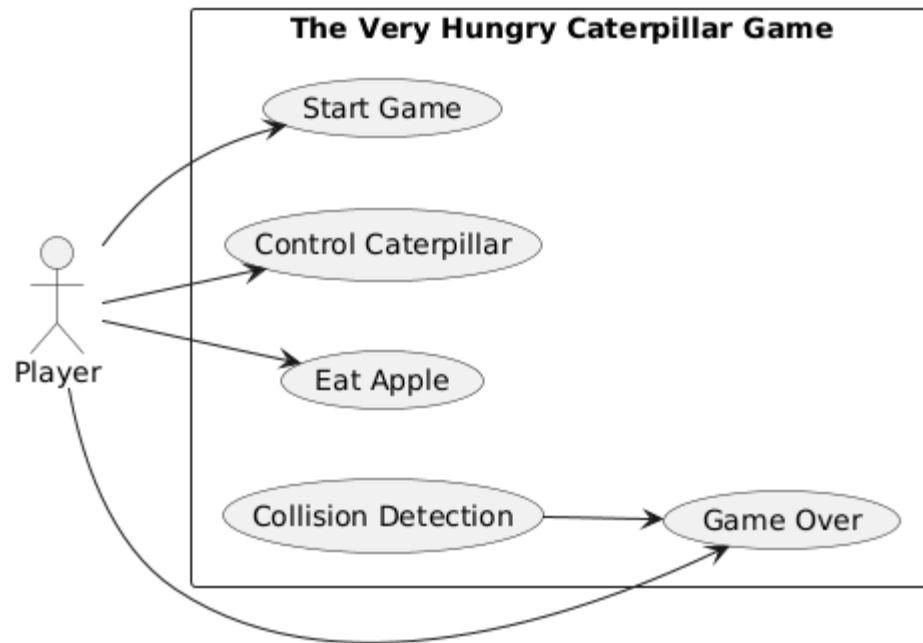 The Very Hungry Caterpillar Game
Start Game
Control Caterpillar
Player
Eat Apple
Collision Detection
Game Over